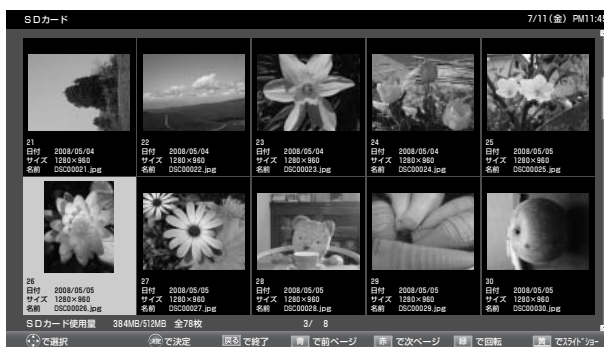 SDカード 7/11(金) PM11:45
21 22 23 24 25
日付 2008/05/04 日付 2008/05/04 日付 2008/05/04 日付 2008/05/04 日付 2008/05/05
サイズ 1280×960 サイズ 1280×960 サイズ 1280×960 サイズ 1280×960 サイズ 1280×960
名前 DSC00021.jpg 名前 DSC00022.jpg 名前 DSC00023.jpg 名前 DSC00024.jpg 名前 DSC00025.jpg
26 27 28 29 30
日付 2008/05/05 日付 2008/05/05 日付 2008/05/05 日付 2008/05/05 日付 2008/05/05
サイズ 1280×960 サイズ 1280×960 サイズ 1280×960 サイズ 1280×960 サイズ 1280×960
名前 DSC00026.jpg 名前 DSC00027.jpg 名前 DSC00028.jpg 名前 DSC00029.jpg 名前 DSC00030.jpg
SDカード使用量 384MB/512MB 全78枚 3/ 8
で選択 決定 で決定 戻る で終了 青 で前ページ 赤 で次ページ 緑 で回転 黄 でスライドショー